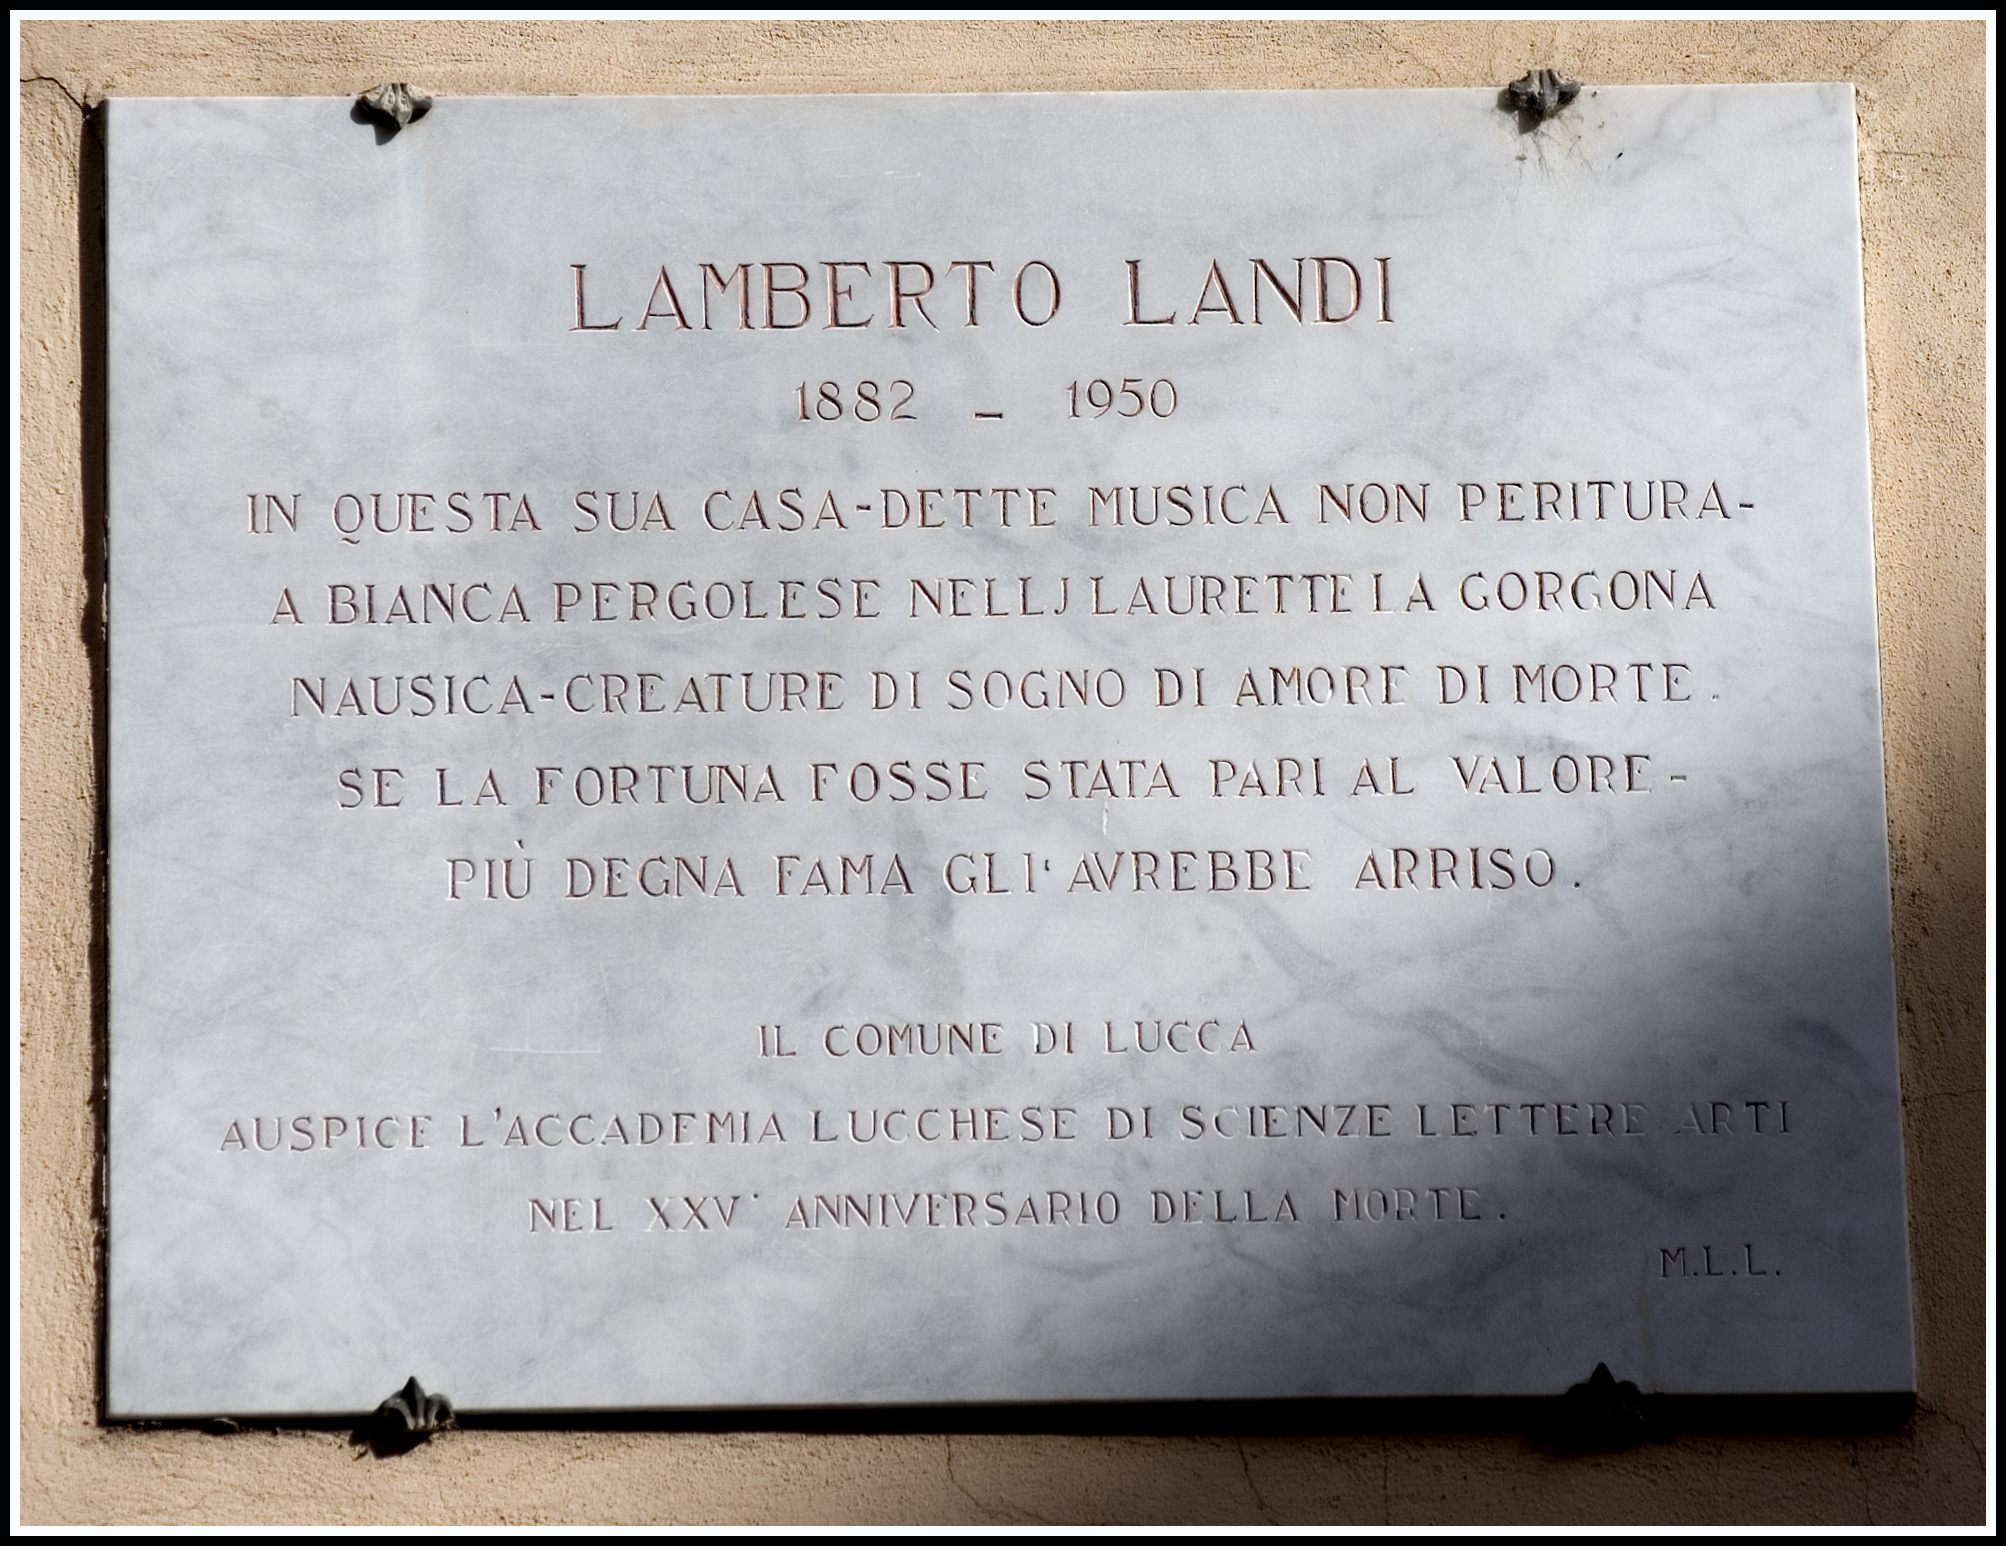 LAMBERTO LANDI
1882 - 1950
IN QUESTA SUA CASA-DETTE MUSICA NON PERITURA-
A BIANCA PERGOLESE NELLJ LAURETTE LA GORGONA
NAUSICA-CREATURE DI SOGNO DI AMORE DI MORTE.
SE LA FORTUNA FOSSE STATA PARI AL VALORE-
PIÙ DEGNA FAMA GLI' AVREBBE ARRISO.
IL COMUNE DI LUCCA
AUSPICE L'ACCADEMIA LUCCHESE DI SCIENZE LETTERE ARTI
NEL XXV° ANNIVERSARIO DELLA MORTE.
M.L.L.